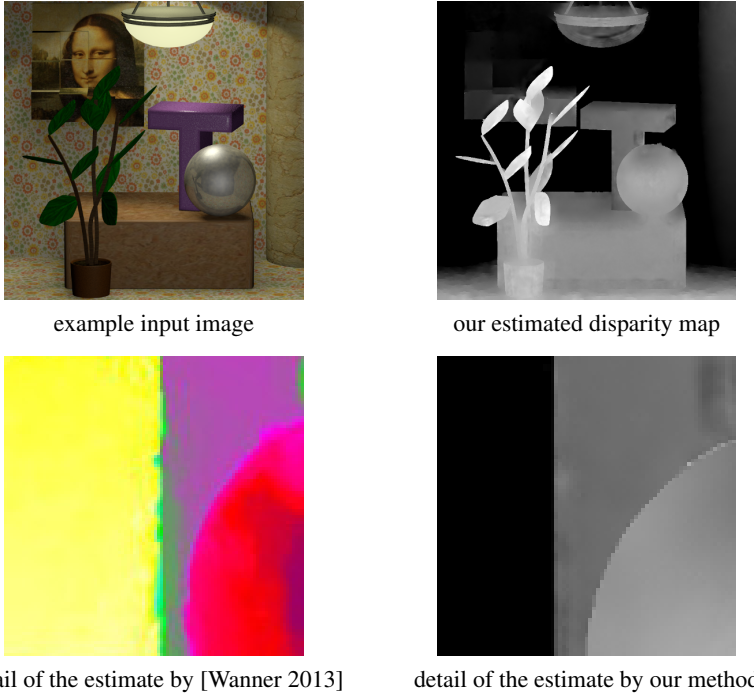 example input image
our estimated disparity map
ail of the estimate by [Wanner 2013]
detail of the estimate by our metho